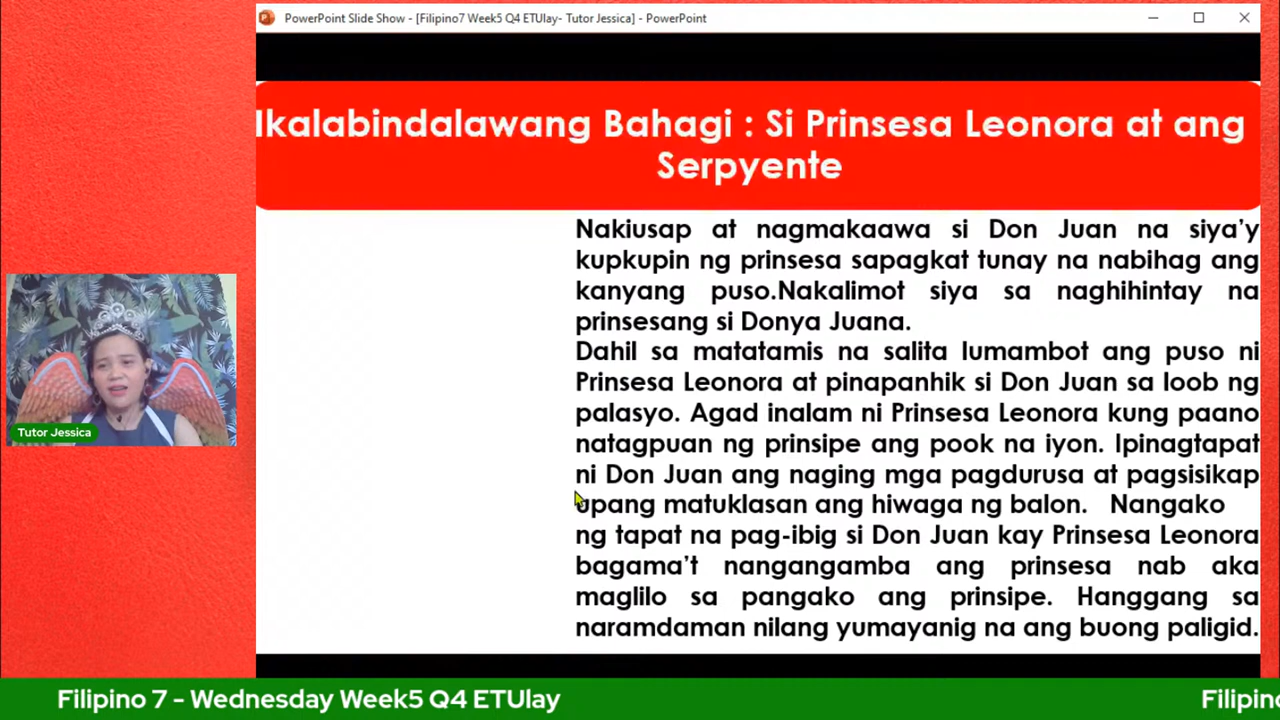 PowerPoint Slide Show - [Filipino7 Week5 Q4 ETUlay- Tutor Jessica] - PowerPoint
Ikalabindalawang Bahagi : Si Prinsesa Leonora at ang
Serpyente
Nakiusap at nagmakaawa si Don Juan na siya’y
kupkupin ng prinsesa sapagkat tunay na nabihag ang
kanyang puso.Nakalimot siya sa naghihintay na
prinsesang si Donya Juana.
Dahil sa matatamis na salita lumambot ang puso ni
Prinsesa Leonora at pinapanhik si Don Juan sa loob ng
palasyo. Agad inalam ni Prinsesa Leonora kung paano
natagpuan ng prinsipe ang pook na iyon. Ipinagtapat
ni Don Juan ang naging mga pagdurusa at pagsisikap
upang matuklasan ang hiwaga ng balon. Nangako
ng tapat na pag-ibig si Don Juan kay Prinsesa Leonora
bagama’t nangangamba ang prinsesa nab aka
maglilo sa pangako ang prinsipe. Hanggang sa
naramdaman nilang yumayanig na ang buong paligid.
Tutor Jessica
Filipino 7 - Wednesday Week5 Q4 ETUlay
Filipino